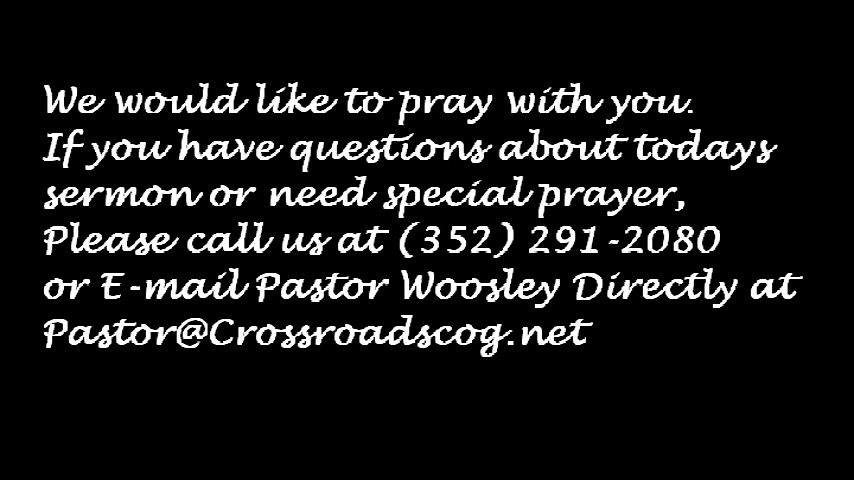 We would like to pray with you.
If you have questions about todays
sermon or need special prayer,
Please call us at (352) 291-2080
or E-mail Pastor Woosley Directly at
Pastor@Crossroadscog.net